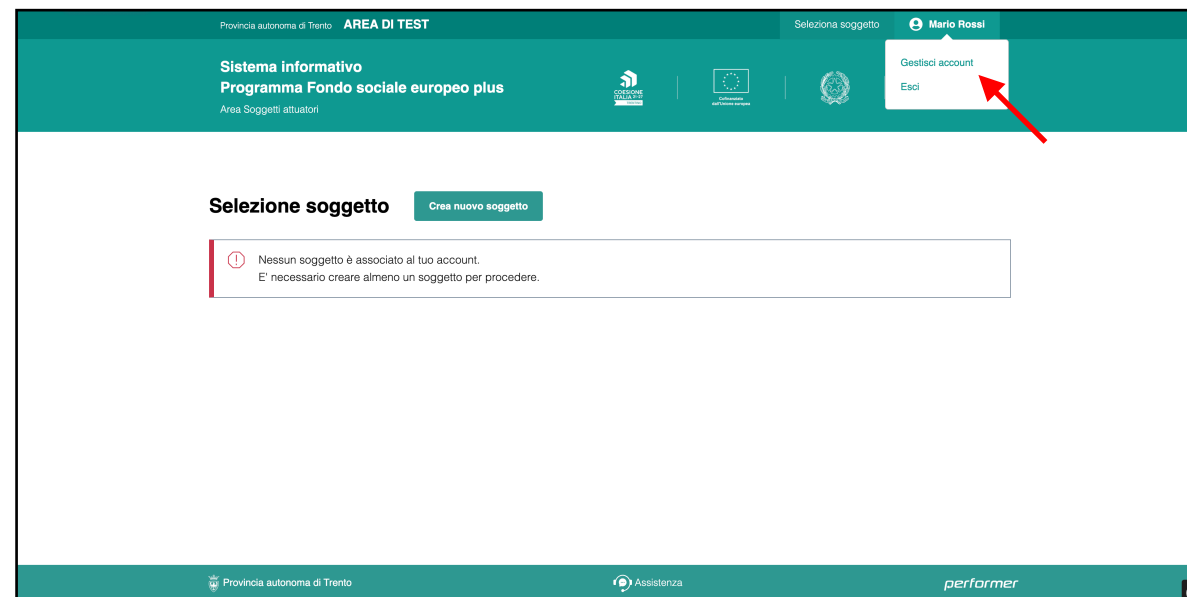 Provincia autonoma di Trento AREA DI TEST
Seleziona soggetto
Mario Rossi
Gestisci account
Esci
Sistema informativo
Programma Fondo sociale europeo plus
Area Soggetti attuatori
COESIONE
ITALIA 21-27
Cofinanziato
dall'Unione europea
Selezione soggetto
Crea nuovo soggetto
Nessun soggetto è associato al tuo account.
E' necessario creare almeno un soggetto per procedere.
Provincia autonoma di Trento
Assistenza
performer